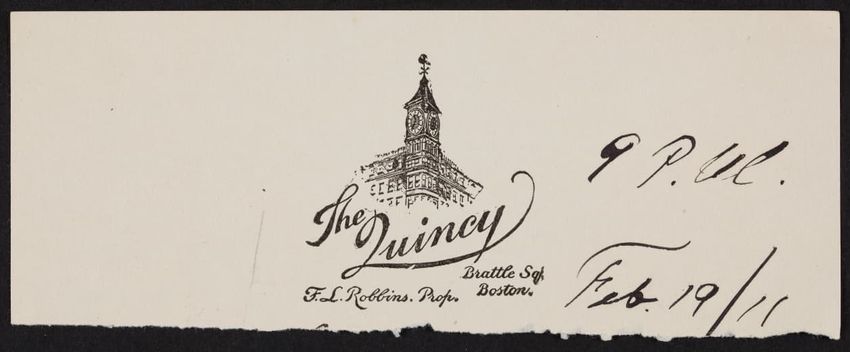 9 P.M.
The Quincy
Brattle Sq.
F. L. Robbins. Prop. Boston.
Feb. 19/11